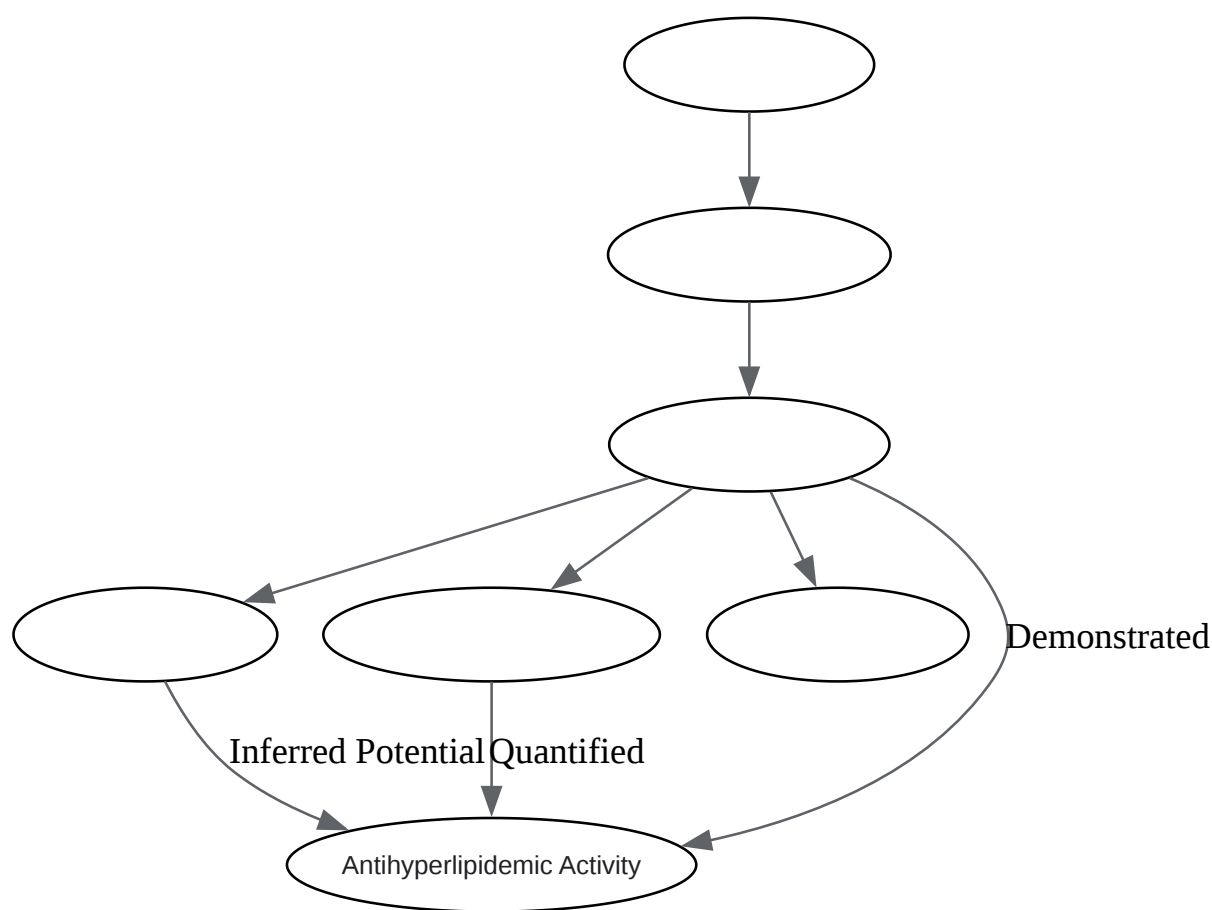 Demonstrated
Inferred Potential
Quantified
Antihyperlipidemic Activity